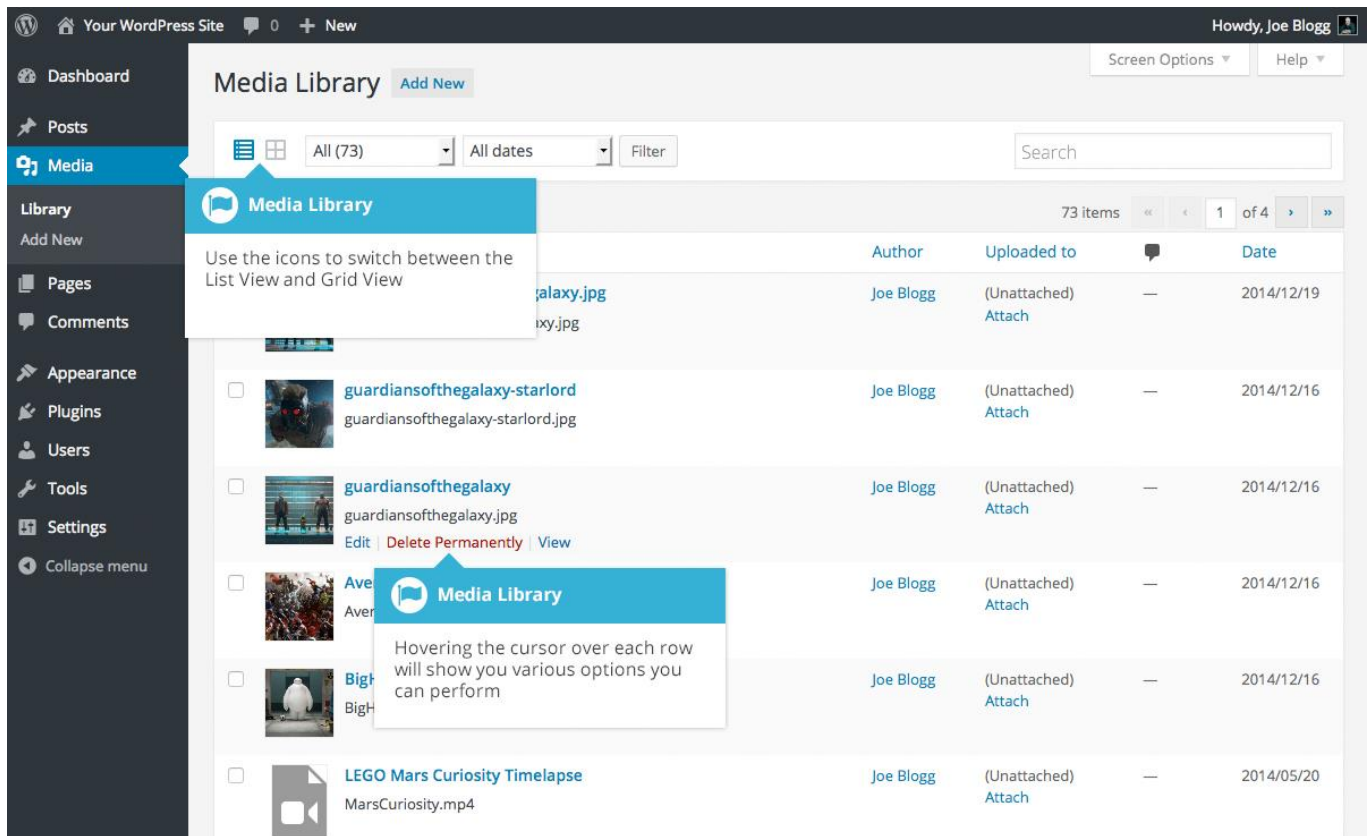 Your WordPress Site 0 + New Howdy, Joe Blogg
Screen Options Help
Dashboard
Posts
Media
Library
Add New
Pages
Comments
Appearance
Plugins
Users
Tools
Settings
Collapse menu
Media Library Add New
All (73) All dates Filter Search
Media Library
Use the icons to switch between the
List View and Grid View
73 items « ‹ 1 of 4 › »
Author Uploaded to Date
galaxy.jpg Joe Blogg (Unattached) — 2014/12/19
Attach
axy.jpg
guardiansofthegalaxy-starlord Joe Blogg (Unattached) — 2014/12/16
guardiansofthegalaxy-starlord.jpg Attach
guardiansofthegalaxy Joe Blogg (Unattached) — 2014/12/16
guardiansofthegalaxy.jpg Attach
Edit | Delete Permanently | View
Joe Blogg (Unattached) — 2014/12/16
Attach
Media Library
Hovering the cursor over each row
will show you various options you
can perform
Joe Blogg (Unattached) — 2014/12/16
Attach
LEGO Mars Curiosity Timelapse Joe Blogg (Unattached) — 2014/05/20
MarsCuriosity.mp4 Attach